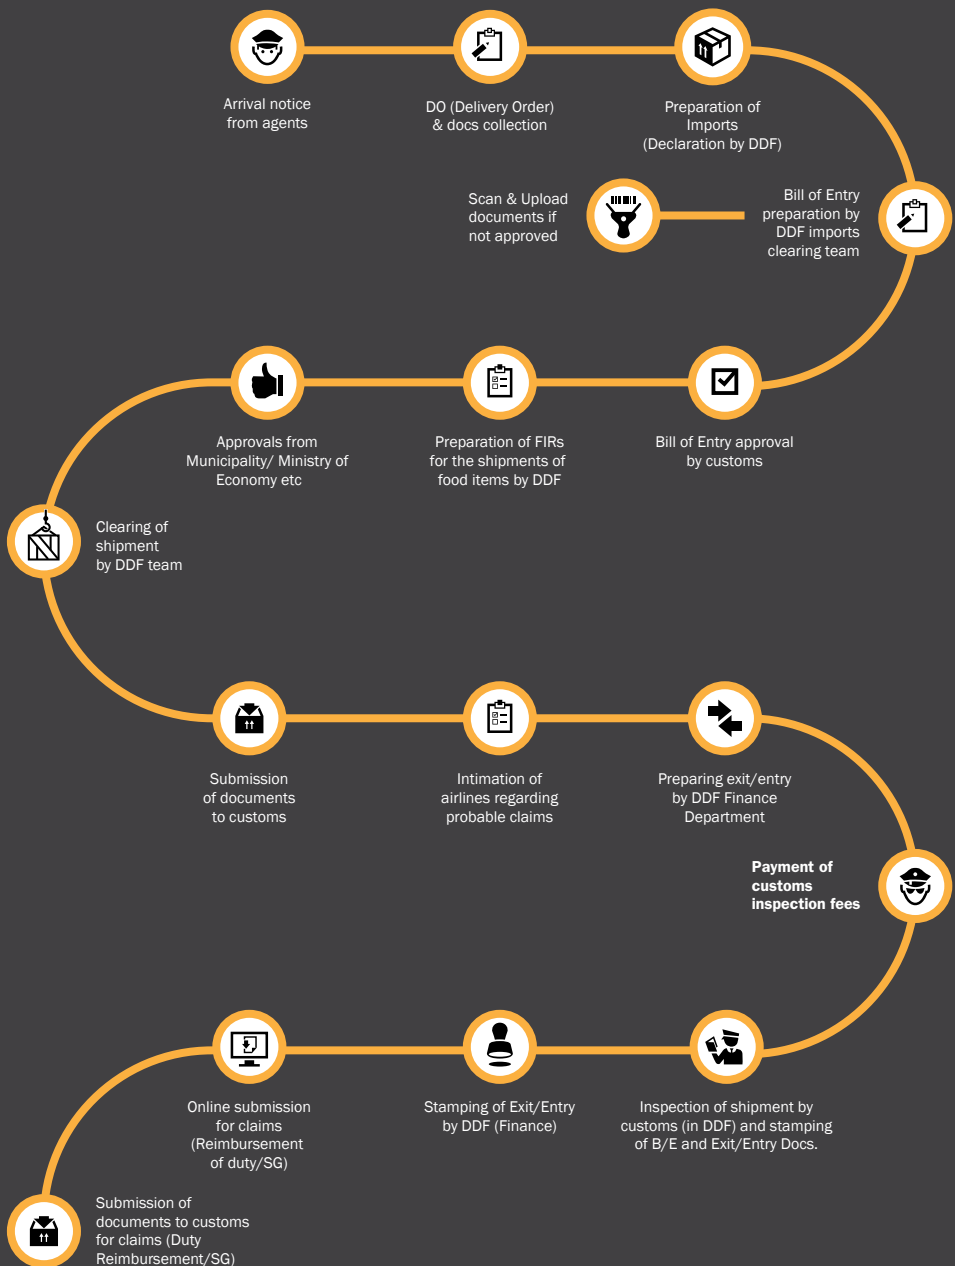 Arrival notice
from agents
DO (Delivery Order)
& docs collection
Preparation of
Imports
(Declaration by DDF)
Bill of Entry
preparation by
DDF imports
clearing team
Scan & Upload
documents if
not approved
Bill of Entry approval
by customs
Preparation of FIRs
for the shipments of
food items by DDF
Approvals from
Municipality/ Ministry of
Economy etc
Clearing of
shipment
by DDF team
Submission
of documents
to customs
Intimation of
airlines regarding
probable claims
Preparing exit/entry
by DDF Finance
Department
Payment of
customs
inspection fees
Inspection of shipment by
customs (in DDF) and stamping
of B/E and Exit/Entry Docs.
Stamping of Exit/Entry
by DDF (Finance)
Online submission
for claims
(Reimbursement
of duty/SG)
Submission of
documents to customs
for claims (Duty
Reimbursement/SG)